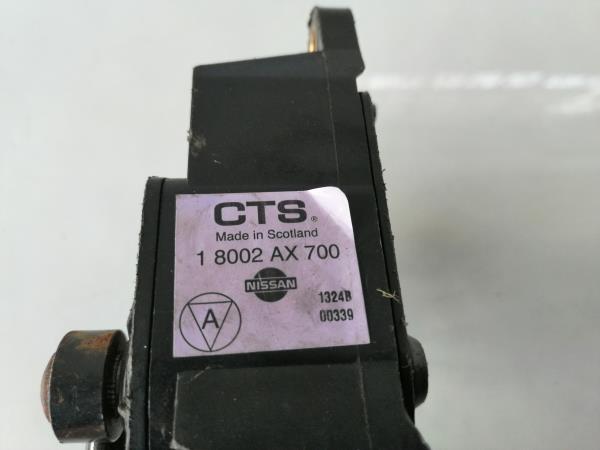 CTS®
Made in Scotland
1 8002 AX 700
NISSAN
1324B
A
00339